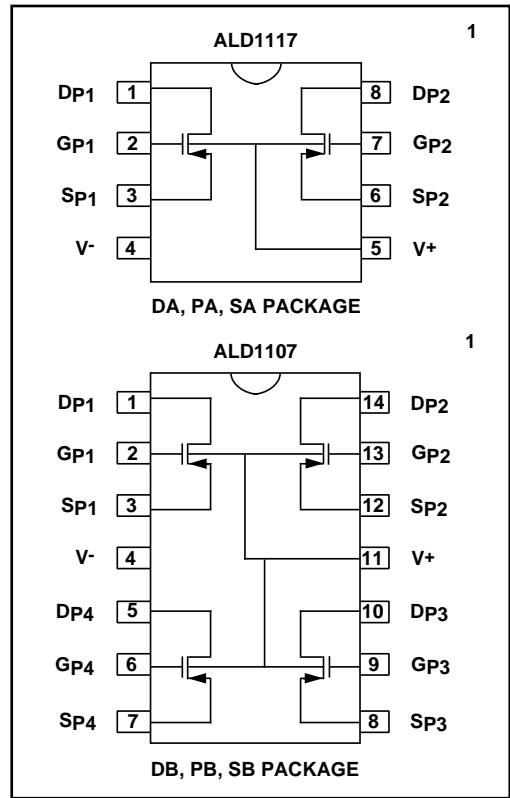 ALD1117 1
DP1 1 8 DP2
GP1 2 7 GP2
SP1 3 6 SP2
V- 4 5 V+
DA, PA, SA PACKAGE
ALD1107 1
DP1 1 14 DP2
GP1 2 13 GP2
SP1 3 12 SP2
V- 4 11 V+
DP4 5 10 DP3
GP4 6 9 GP3
SP4 7 8 SP3
DB, PB, SB PACKAGE